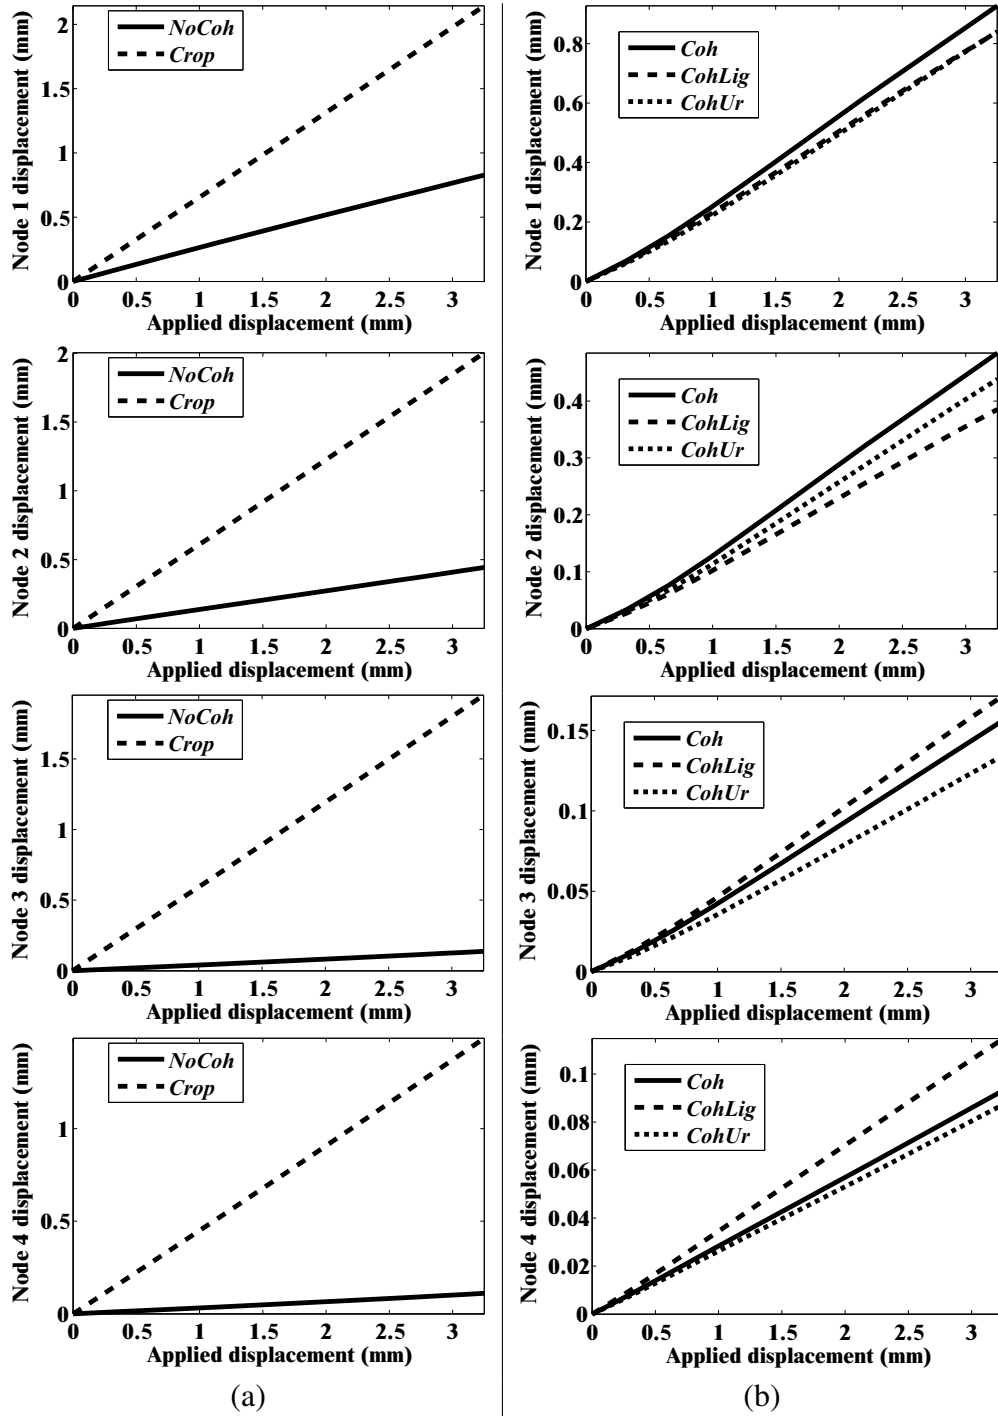 Node 1 displacement (mm)
2
1.5
1
0.5
0
NoCoh
Crop
0 0.5 1 1.5 2 2.5 3
Applied displacement (mm)
Node 1 displacement (mm)
0.8
0.6
0.4
0.2
0
Coh
CohLig
CohUr
0 0.5 1 1.5 2 2.5 3
Applied displacement (mm)
Node 2 displacement (mm)
2
1.5
1
0.5
0
NoCoh
Crop
0 0.5 1 1.5 2 2.5 3
Applied displacement (mm)
Node 2 displacement (mm)
0.4
0.3
0.2
0.1
0
Coh
CohLig
CohUr
0 0.5 1 1.5 2 2.5 3
Applied displacement (mm)
Node 3 displacement (mm)
1.5
1
0.5
0
NoCoh
Crop
0 0.5 1 1.5 2 2.5 3
Applied displacement (mm)
Node 3 displacement (mm)
0.15
0.1
0.05
0
Coh
CohLig
CohUr
0 0.5 1 1.5 2 2.5 3
Applied displacement (mm)
Node 4 displacement (mm)
1
0.5
0
NoCoh
Crop
0 0.5 1 1.5 2 2.5 3
Applied displacement (mm)
Node 4 displacement (mm)
0.1
0.08
0.06
0.04
0.02
0
Coh
CohLig
CohUr
0 0.5 1 1.5 2 2.5 3
Applied displacement (mm)
(a)
(b)